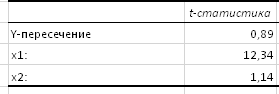 t-статистика
Y-пересечение 0,89
x1: 12,34
x2: 1,14